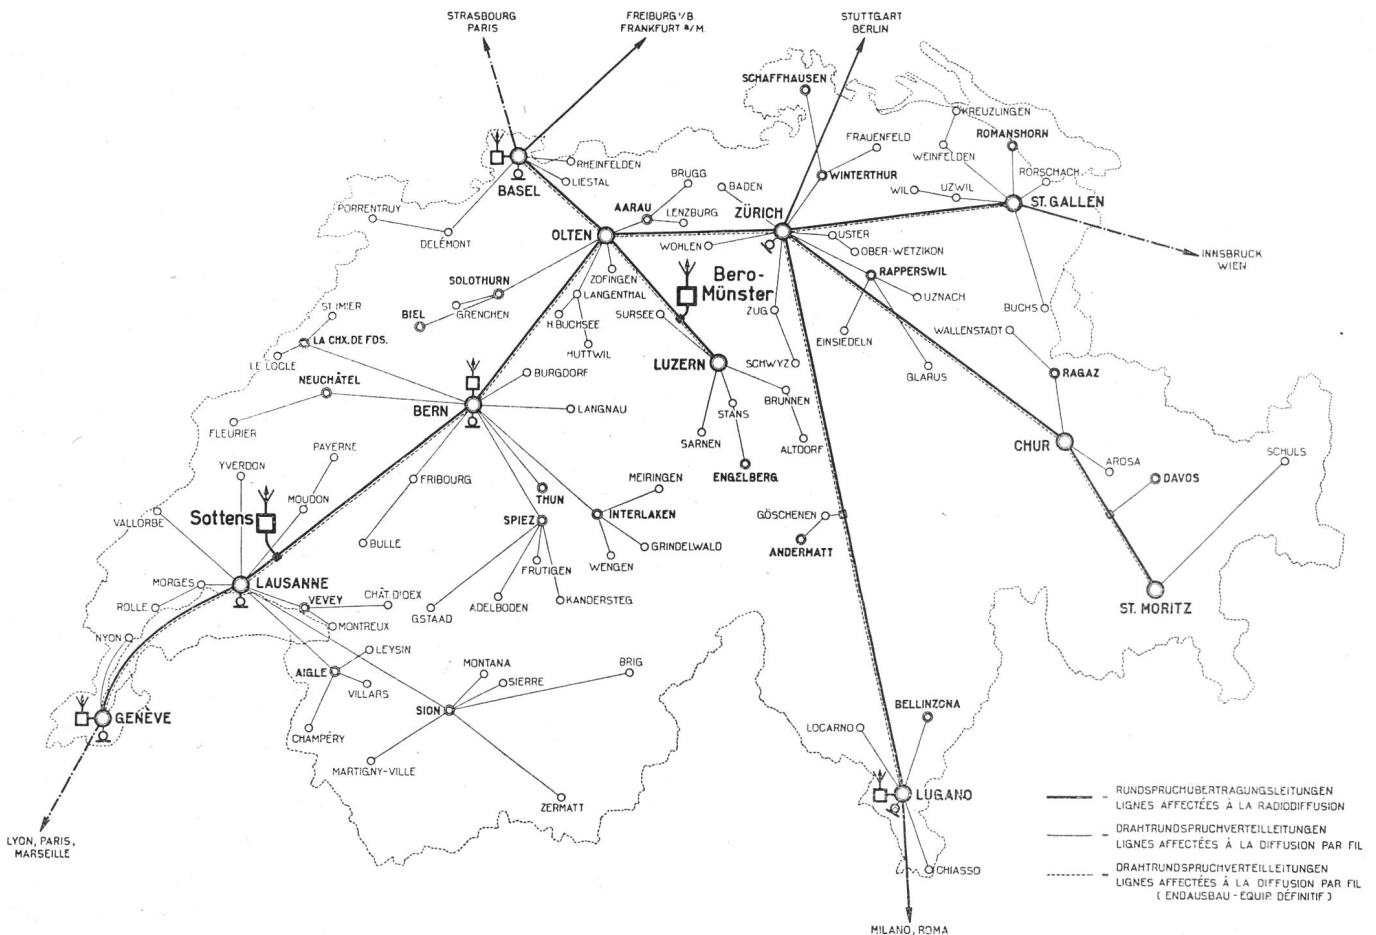 STRASBOURG
PARIS
FREIBURG i/B.
FRANKFURT a/M.
STUTTGART
BERLIN
SCHAFFHAUSEN
KREUZLINGEN
ROMANSHORN
FRAUENFELD
WEINFELDEN
RORSCHACH
WINTERTHUR
WIL
UZWIL
ST. GALLEN
INNSBRUCK
WIEN
BASEL
RHEINFELDEN
LIESTAL
BRUGG
BADEN
AARAU
LENZBURG
ZÜRICH
PORRENTRUY
DELÉMONT
OLTEN
WOHLEN
USTER
OBER-WETZIKON
RAPPERSWIL
UZNACH
BUCHS
SOLOTHURN
ZOFINGEN
LANGENTHAL
Bero-
Münster
GRENCHEN
BIEL
H.BUCHSEE
SURSEE
ZUG
EINSIEDELN
WALLENSTADT
ST IMIER
LA CHX. DE FDS.
LE LOCLE
HUTTWIL
LUZERN
SCHWYZ
GLARUS
RAGAZ
NEUCHÂTEL
BURGDORF
BERN
LANGNAU
STANS
BRUNNEN
FLEURIER
SARNEN
ALTDORF
CHUR
PAYERNE
YVERDON
FRIBOURG
MEIRINGEN
ENGELBERG
AROSA
DAVOS
SCHULS
MOUDON
THUN
VALLORBE
Sottens
SPIEZ
INTERLAKEN
GÖSCHENEN
ANDERMATT
BULLE
GRINDELWALD
FRUTIGEN
WENGEN
MORGES
LAUSANNE
ROLLE
VEVEY
CHÂT D'OEX
GSTAAD
ADELBODEN
KANDERSTEG
ST. MORITZ
NYON
MONTREUX
LEYSIN
AIGLE
VILLARS
MONTANA
SIERRE
BRIG
SION
GENÈVE
CHAMPÉRY
MARTIGNY-VILLE
ZERMATT
BELLINZONA
LOCARNO
LUGANO
CHIASSO
LYON, PARIS,
MARSEILLE
MILANO, ROMA
RUNDSPRUCHÜBERTRAGUNGSLEITUNGEN
LIGNES AFFECTÉES À LA RADIODIFFUSION
DRAHTRUNDSPRUCHVERTEILLEITUNGEN
LIGNES AFFECTÉES À LA DIFFUSION PAR FIL
DRAHTRUNDSPRUCHVERTEILLEITUNGEN
LIGNES AFFECTÉES À LA DIFFUSION PAR FIL
( ENDAUSBAU - EQUIP. DÉFINITIF )